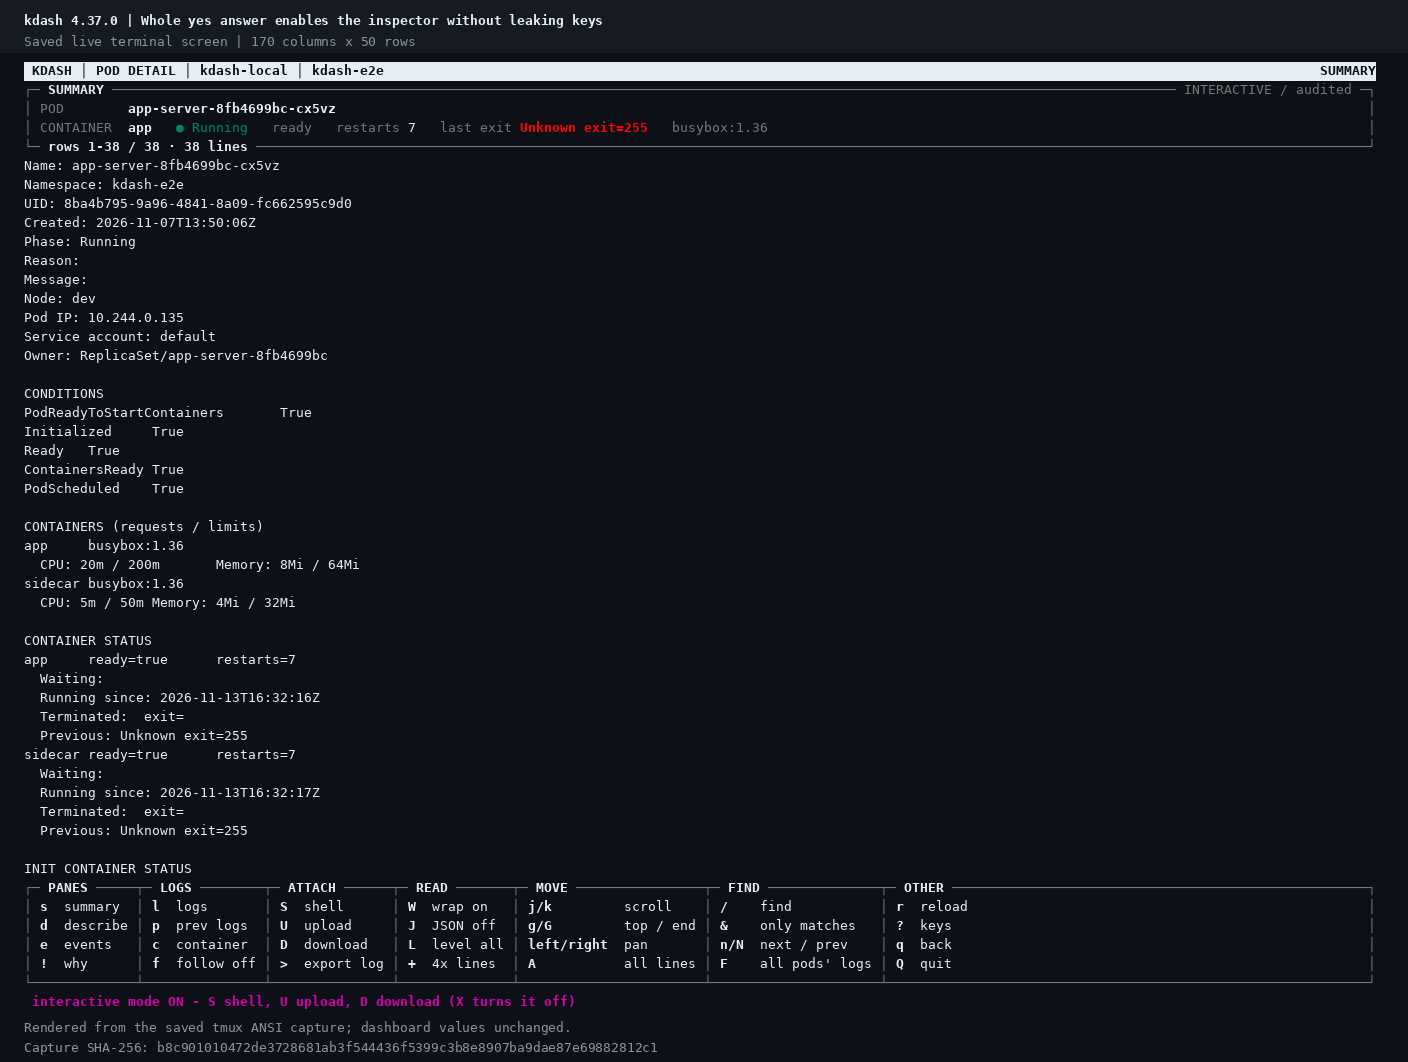 kdash 4.37.0 | Whole yes answer enables the inspector without leaking keys
Saved live terminal screen | 170 columns x 50 rows
KDASH │ POD DETAIL │ kdash-local │ kdash-e2e SUMMARY
SUMMARY INTERACTIVE / audited
POD app-server-8fb4699bc-cx5vz
CONTAINER app ● Running ready restarts 7 last exit Unknown exit=255 busybox:1.36
rows 1-38 / 38 · 38 lines
Name: app-server-8fb4699bc-cx5vz
Namespace: kdash-e2e
UID: 8ba4b795-9a96-4841-8a09-fc662595c9d0
Created: 2026-11-07T13:50:06Z
Phase: Running
Reason:
Message:
Node: dev
Pod IP: 10.244.0.135
Service account: default
Owner: ReplicaSet/app-server-8fb4699bc
CONDITIONS
PodReadyToStartContainers True
Initialized True
Ready True
ContainersReady True
PodScheduled True
CONTAINERS (requests / limits)
app busybox:1.36
CPU: 20m / 200m Memory: 8Mi / 64Mi
sidecar busybox:1.36
CPU: 5m / 50m Memory: 4Mi / 32Mi
CONTAINER STATUS
app ready=true restarts=7
Waiting:
Running since: 2026-11-13T16:32:16Z
Terminated: exit=
Previous: Unknown exit=255
sidecar ready=true restarts=7
Waiting:
Running since: 2026-11-13T16:32:17Z
Terminated: exit=
Previous: Unknown exit=255
INIT CONTAINER STATUS
PANES LOGS ATTACH READ MOVE FIND OTHER
s summary │ l logs │ S shell │ W wrap on │ j/k scroll │ / find │ r reload
d describe │ p prev logs │ U upload │ J JSON off │ g/G top / end │ & only matches │ ? keys
e events │ c container │ D download │ L level all │ left/right pan │ n/N next / prev │ q back
! why │ f follow off │ > export log │ + 4x lines │ A all lines │ F all pods' logs │ Q quit
interactive mode ON - S shell, U upload, D download (X turns it off)
Rendered from the saved tmux ANSI capture; dashboard values unchanged.
Capture SHA-256: b8c901010472de3728681ab3f544436f5399c3b8e8907ba9dae87e69882812c1